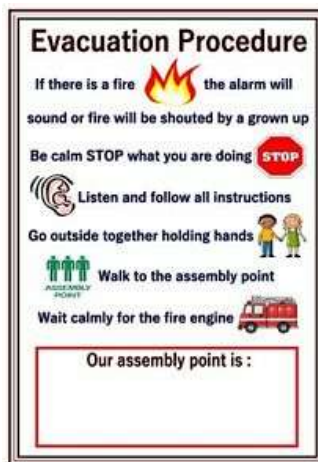 Evacuation Procedure
If there is a fire the alarm will
sound or fire will be shouted by a grown up
Be calm STOP what you are doing STOP
Listen and follow all instructions
Go outside together holding hands
ASSEMBLY
POINT
Walk to the assembly point
Wait calmly for the fire engine
Our assembly point is :